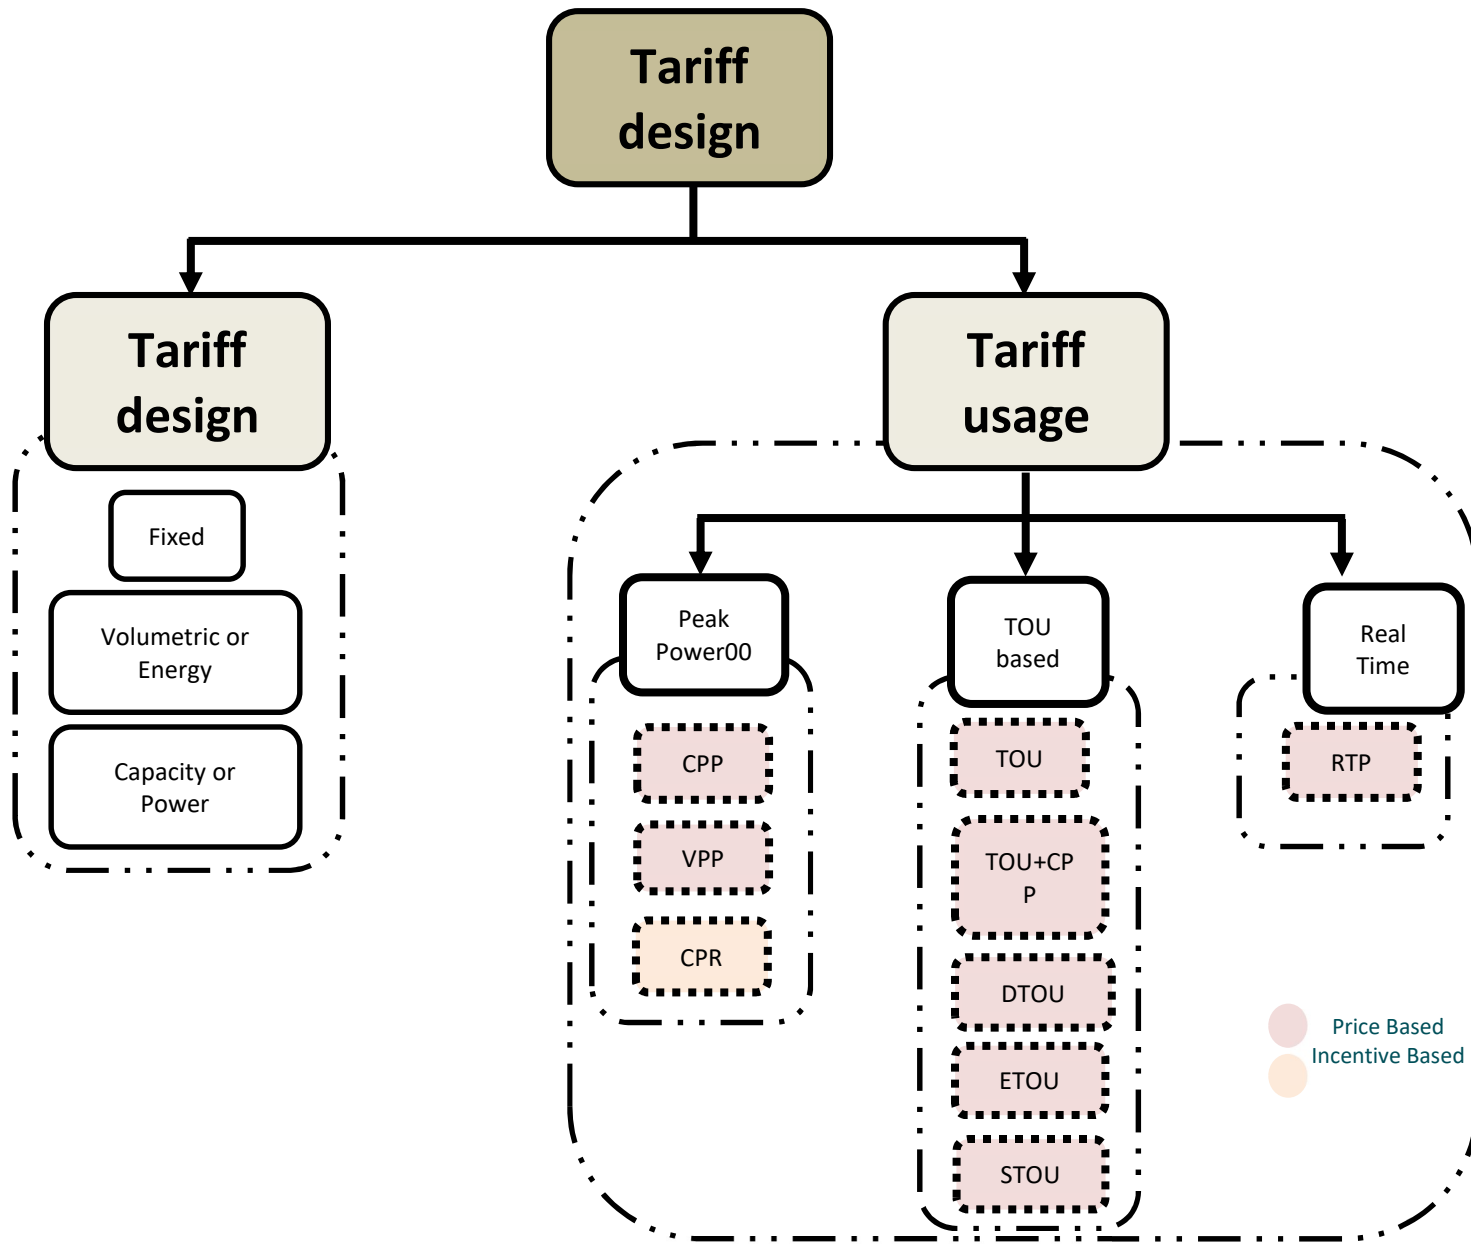 Tariff
design
Tariff
design
Tariff
usage
Fixed
Volumetric or
Energy
Capacity or
Power
Peak
Power00
CPP
VPP
CPR
TOU
based
TOU
TOU+CP
P
DTOU
ETOU
STOU
Real
Time
RTP
Price Based
Incentive Based